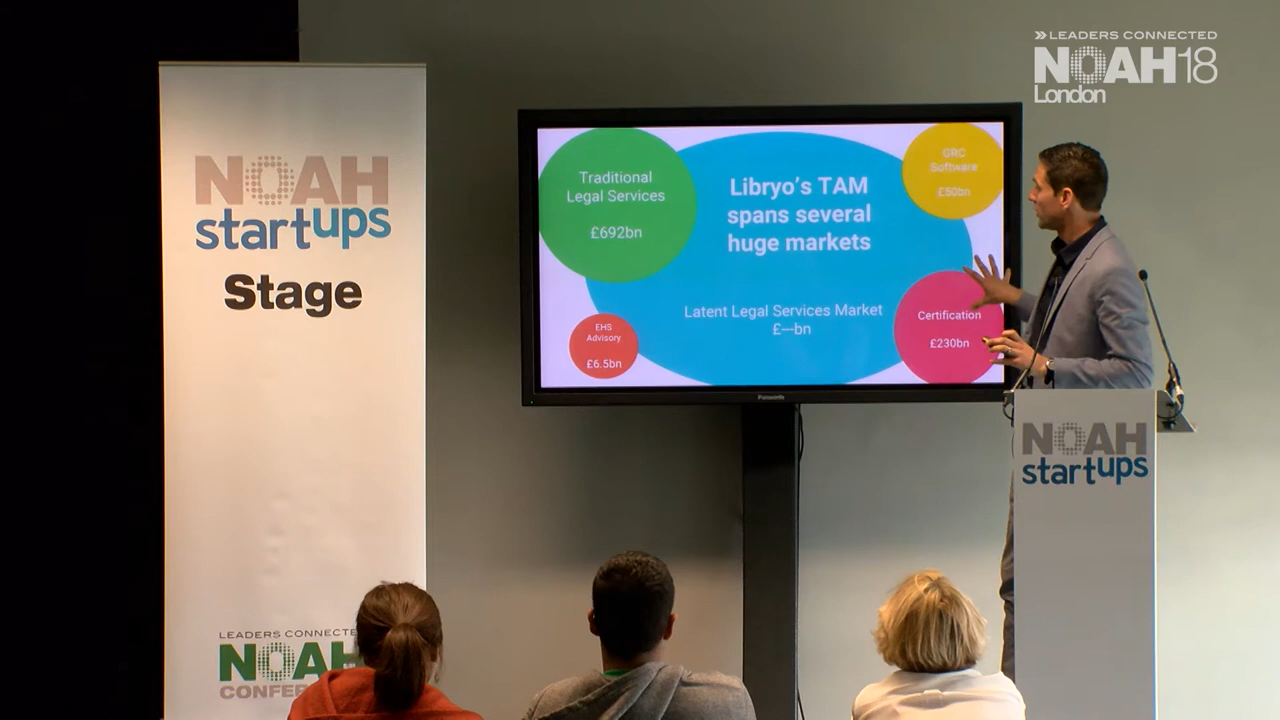 LEADERS CONNECTED
NOAH18
London
NOAH
startups
Stage
LEADERS CONNECTE
NOAH
CONFER
Traditional
Legal Services
£692bn
Libryo's TAM
spans several
huge markets
GRC
Software
£50bn
Latent Legal Services Market
£---bn
EHS
Advisory
£6.5bn
Certification
£230bn
Panasonic
NOAH
startups